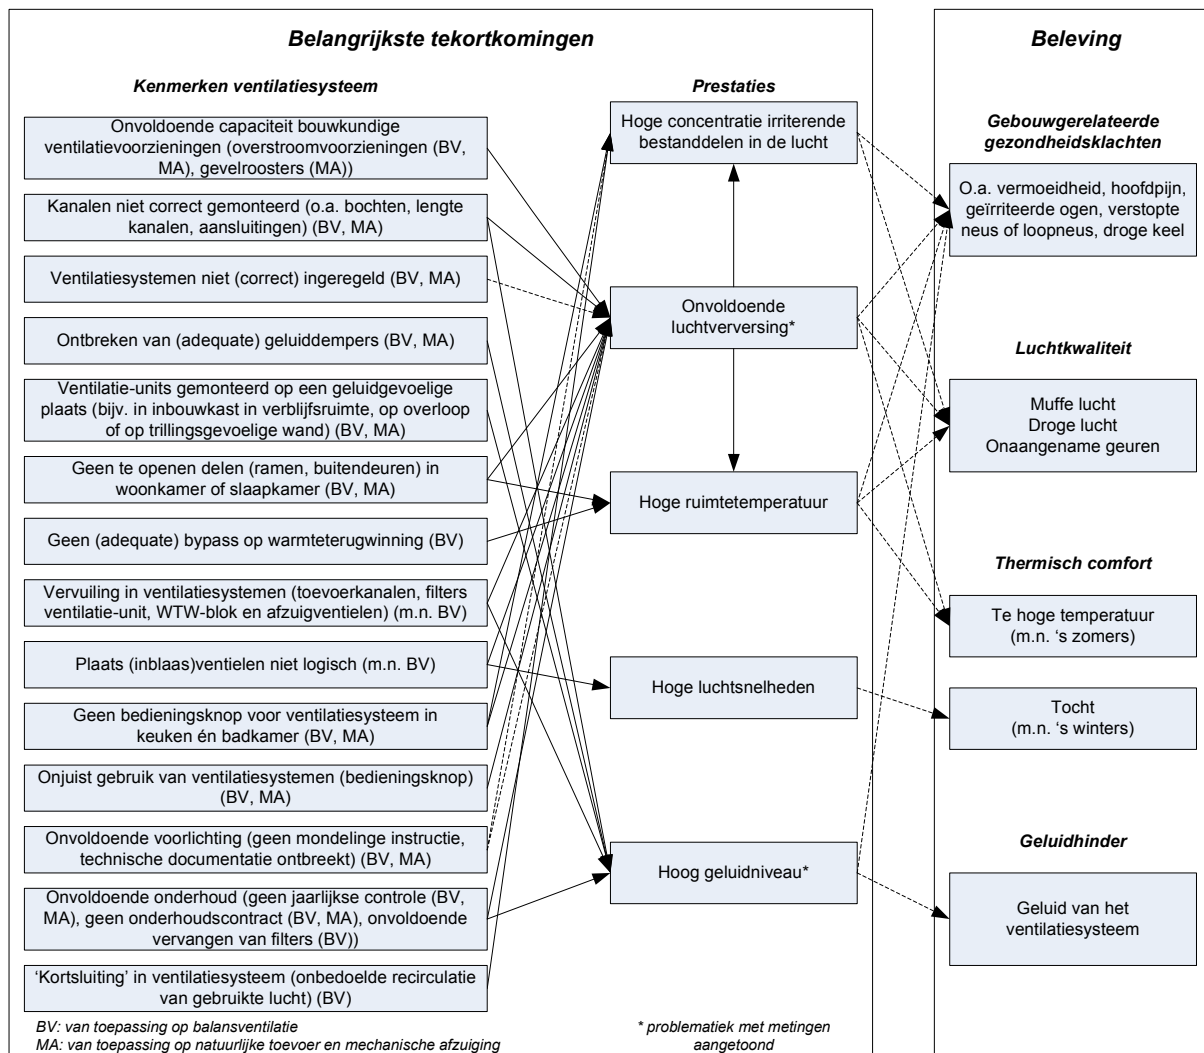 Belangrijkste tekortkomingen
Kenmerken ventilatiesysteem
Onvoldoende capaciteit bouwkundige
ventilatievoorzieningen (overstroomvoorzieningen (BV,
MA), gevelroosters (MA))
Kanalen niet correct gemonteerd (o.a. bochten, lengte
kanalen, aansluitingen) (BV, MA)
Ventilatiesystemen niet (correct) ingeregeld (BV, MA)
Ontbreken van (adequate) geluiddempers (BV, MA)
Ventilatie-units gemonteerd op een geluidgevoelige
plaats (bijv. in inbouwkast in verblijfsruimte, op overloop
of op trillingsgevoelige wand) (BV, MA)
Geen te openen delen (ramen, buitendeuren) in
woonkamer of slaapkamer (BV, MA)
Geen (adequate) bypass op warmteterugwinning (BV)
Vervuiling in ventilatiesystemen (toevoerkanalen, filters
ventilatie-unit, WTW-blok en afzuigventielen) (m.n. BV)
Plaats (inblaas)ventielen niet logisch (m.n. BV)
Geen bedieningsknop voor ventilatiesysteem in
keuken én badkamer (BV, MA)
Onjuist gebruik van ventilatiesystemen (bedieningsknop)
(BV, MA)
Onvoldoende voorlichting (geen mondelinge instructie,
technische documentatie ontbreekt) (BV, MA)
Onvoldoende onderhoud (geen jaarlijkse controle (BV,
MA), geen onderhoudscontract (BV, MA), onvoldoende
vervangen van filters (BV))
‘Kortsluiting’ in ventilatiesysteem (onbedoelde recirculatie
van gebruikte lucht) (BV)
BV: van toepassing op balansventilatie
MA: van toepassing op natuurlijke toevoer en mechanische afzuiging
Prestaties
Hoge concentratie irriterende
bestanddelen in de lucht
Onvoldoende
luchtverversing*
Hoge ruimtetemperatuur
Hoge luchtsnelheden
Hoog geluidniveau*
* problematiek met metingen
aangetoond
Beleving
Gebouwgerelateerde
gezondheidsklachten
O.a. vermoeidheid, hoofdpijn,
geïrriteerde ogen, verstopte
neus of loopneus, droge keel
Luchtkwaliteit
Muffe lucht
Droge lucht
Onaangename geuren
Thermisch comfort
Te hoge temperatuur
(m.n. ‘s zomers)
Tocht
(m.n. ‘s winters)
Geluidhinder
Geluid van het
ventilatiesysteem